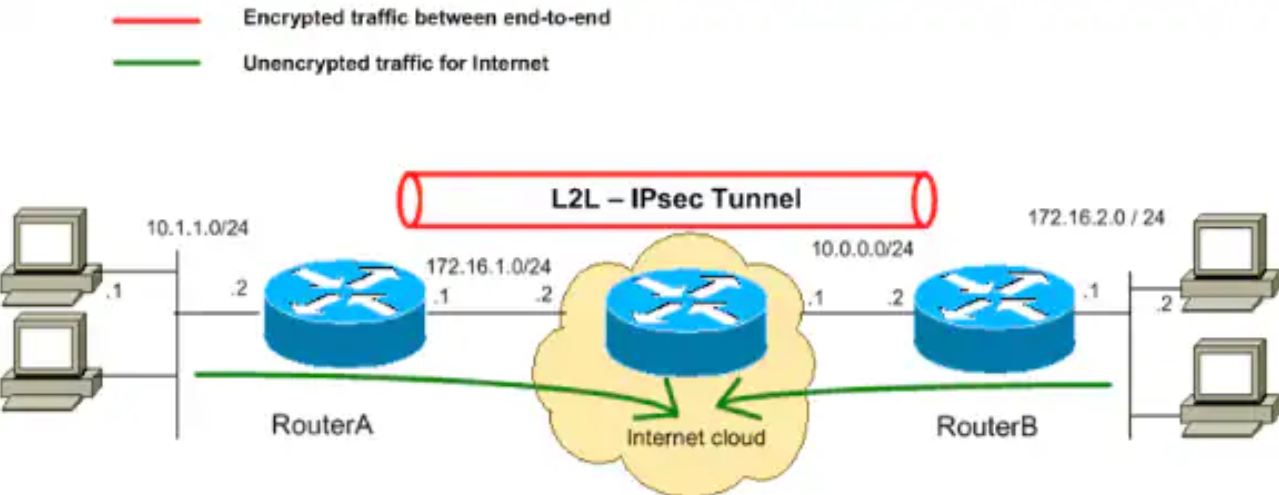 Encrypted traffic between end-to-end
Unencrypted traffic for Internet
L2L – IPsec Tunnel
10.1.1.0/24
172.16.1.0/24
10.0.0.0/24
172.16.2.0 / 24
.1
.2
.1
.2
.1
.2
.1
.2
RouterA
Internet cloud
RouterB